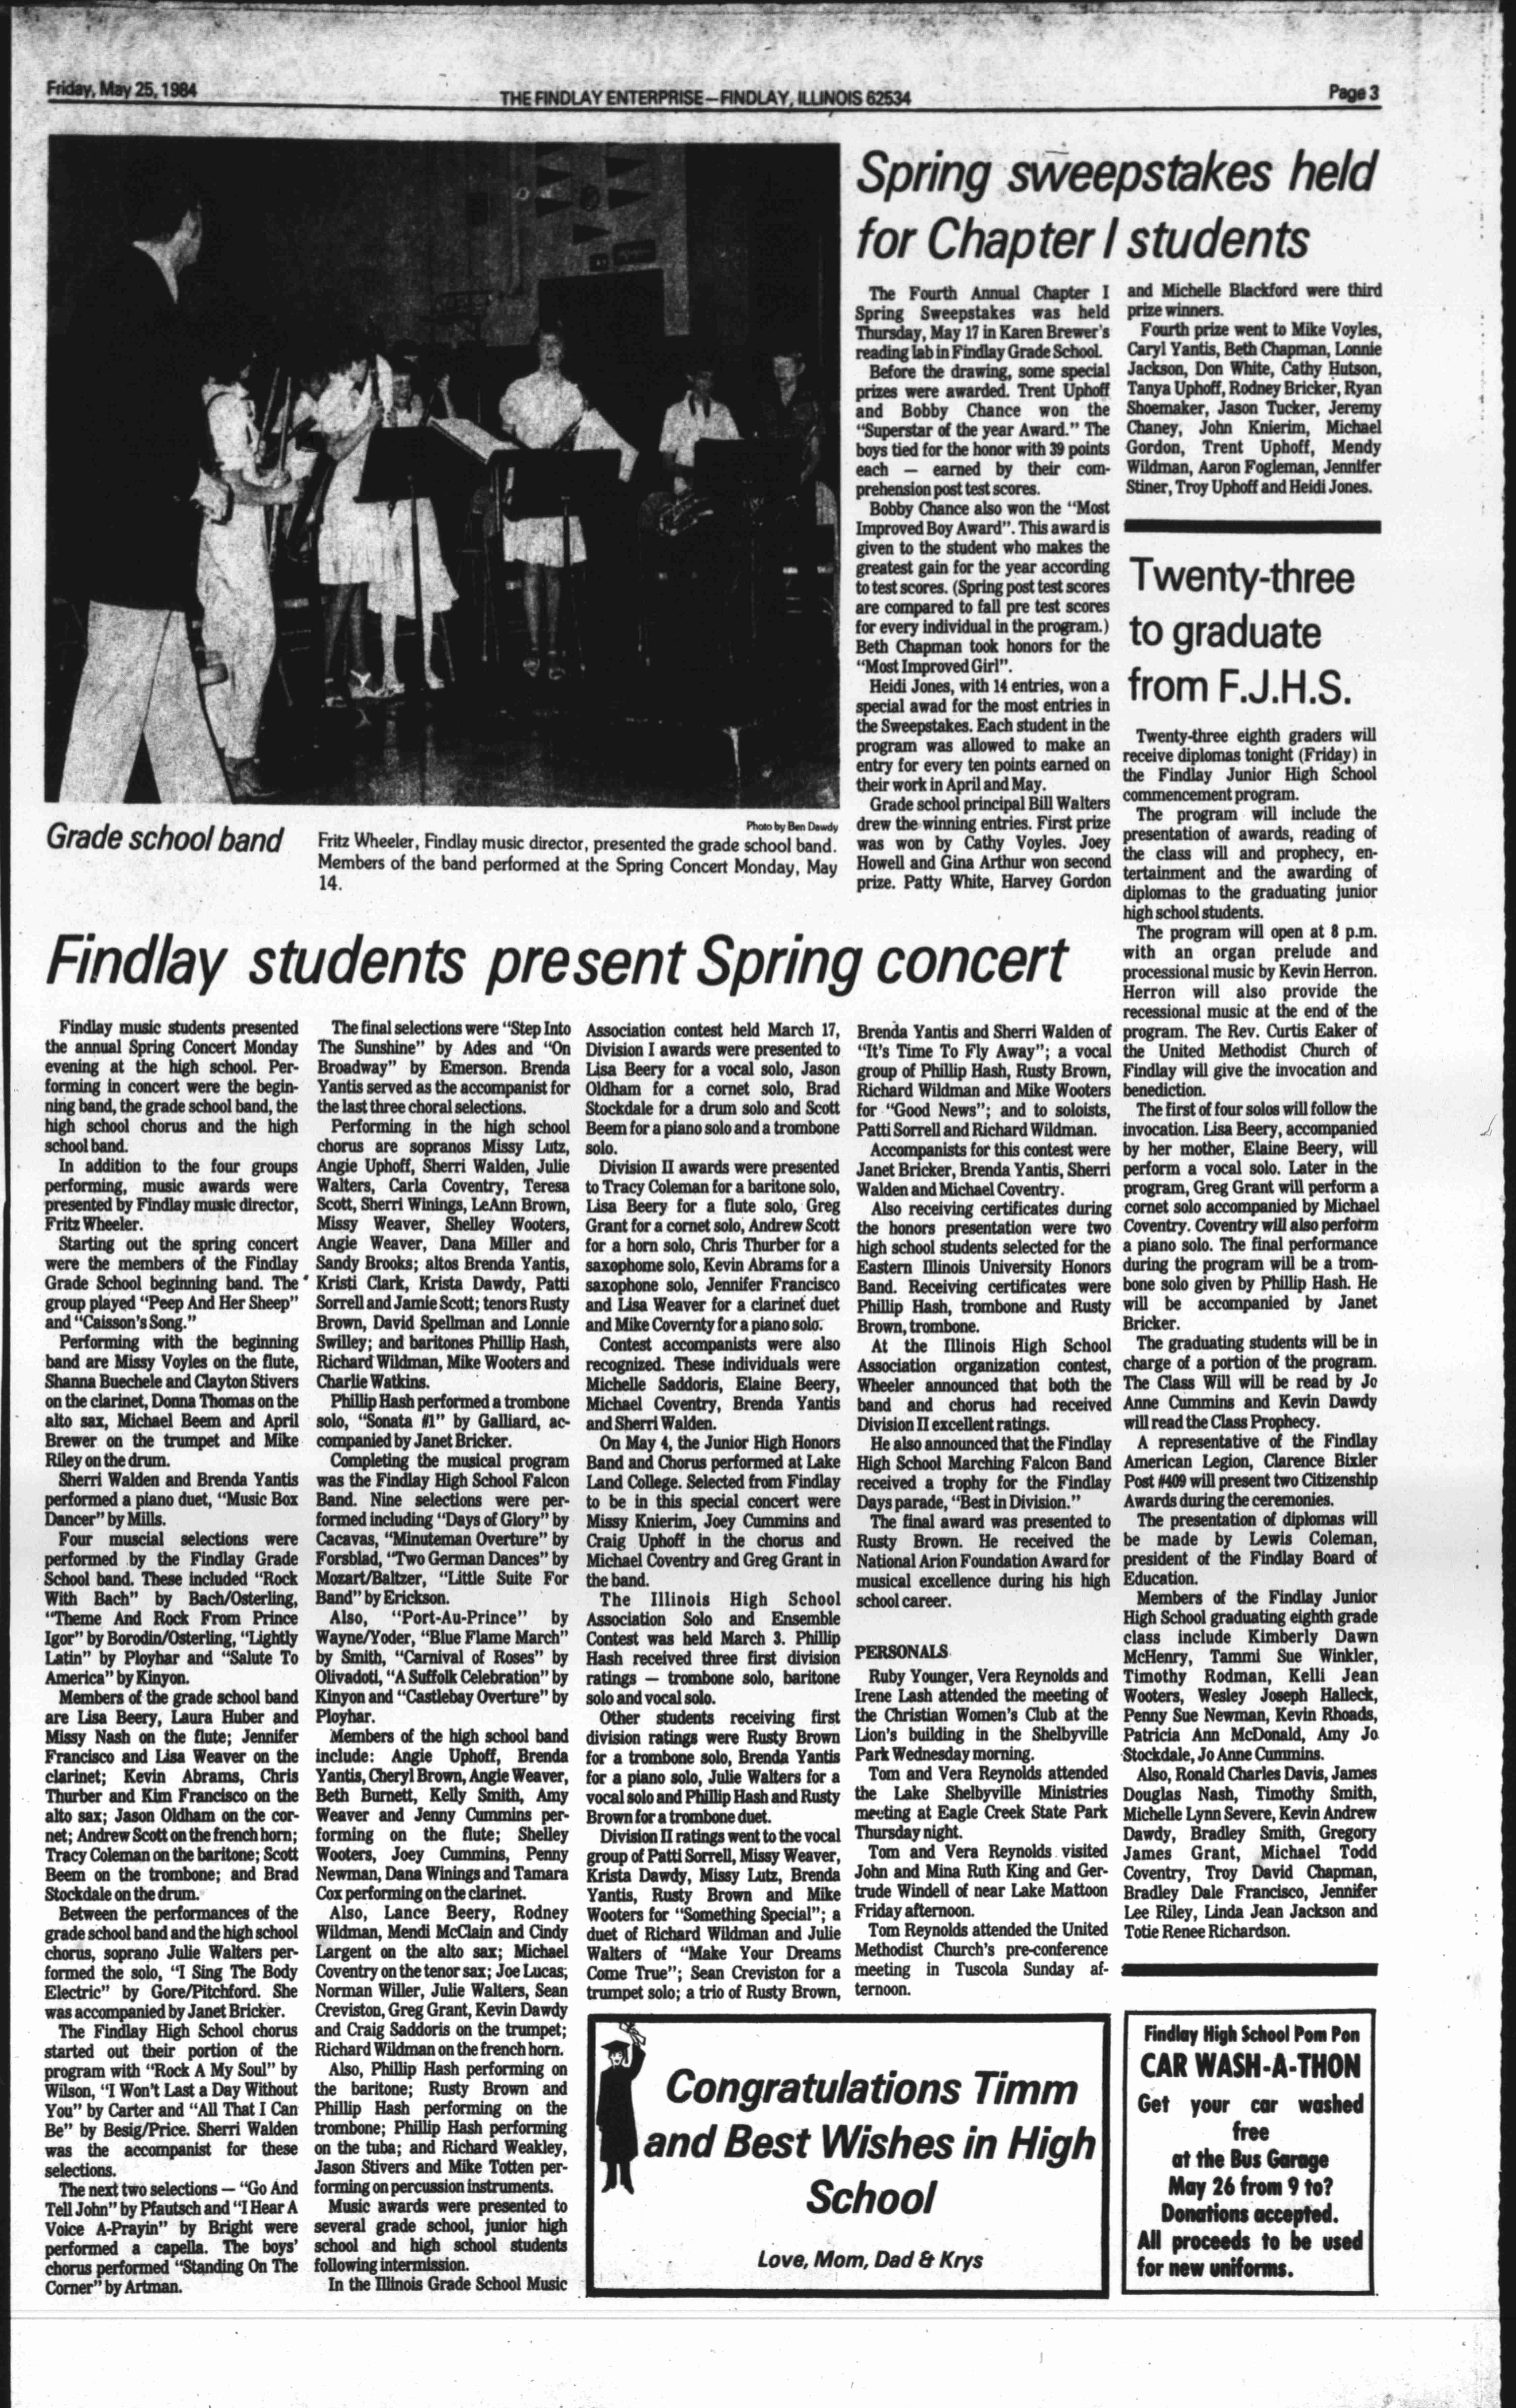 Friday, May 25, 1984
THE FINDLAY ENTERPRISE—FINDLAY, ILLINOIS 62534
Page 3
Photo by Ben Dawdy
Grade school band
Fritz Wheeler, Findlay music director, presented the grade school band.
Members of the band performed at the Spring Concert Monday, May
14.
Spring sweepstakes held
for Chapter I students
The Fourth Annual Chapter I
Spring Sweepstakes was held
Thursday, May 17 in Karen Brewer's
reading lab in Findlay Grade School.
Before the drawing, some special
prizes were awarded. Trent Uphoff
and Bobby Chance won the
"Superstar of the year Award." The
boys tied for the honor with 39 points
each — earned by their com-
prehension post test scores.
Bobby Chance also won the "Most
Improved Boy Award". This award is
given to the student who makes the
greatest gain for the year according
to test scores. (Spring post test scores
are compared to fall pre test scores
for every individual in the program.)
Beth Chapman took honors for the
"Most Improved Girl".
Heidi Jones, with 14 entries, won a
special awad for the most entries in
the Sweepstakes. Each student in the
program was allowed to make an
entry for every ten points earned on
their work in April and May.
Grade school principal Bill Walters
drew the winning entries. First prize
was won by Cathy Voyles. Joey
Howell and Gina Arthur won second
prize. Patty White, Harvey Gordon
and Michelle Blackford were third
prize winners.
Fourth prize went to Mike Voyles,
Caryl Yantis, Beth Chapman, Lonnie
Jackson, Don White, Cathy Hutson,
Tanya Uphoff, Rodney Bricker, Ryan
Shoemaker, Jason Tucker, Jeremy
Chaney, John Knierim, Michael
Gordon, Trent Uphoff, Mendy
Wildman, Aaron Fogleman, Jennifer
Stiner, Troy Uphoff and Heidi Jones.
Twenty-three
to graduate
from F.J.H.S.
Twenty-three eighth graders will
receive diplomas tonight (Friday) in
the Findlay Junior High School
commencement program.
The program will include the
presentation of awards, reading of
the class will and prophecy, en-
tertainment and the awarding of
diplomas to the graduating junior
high school students.
The program will open at 8 p.m.
with an organ prelude and
processional music by Kevin Herron.
Herron will also provide the
recessional music at the end of the
program. The Rev. Curtis Eaker of
the United Methodist Church of
Findlay will give the invocation and
benediction.
The first of four solos will follow the
invocation. Lisa Beery, accompanied
by her mother, Elaine Beery, will
perform a vocal solo. Later in the
program, Greg Grant will perform a
cornet solo accompanied by Michael
Coventry. Coventry will also perform
a piano solo. The final performance
during the program will be a trom-
bone solo given by Phillip Hash. He
will be accompanied by Janet
Bricker.
The graduating students will be in
charge of a portion of the program.
The Class Will will be read by Jo
Anne Cummins and Kevin Dawdy
will read the Class Prophecy.
A representative of the Findlay
American Legion, Clarence Bixler
Post #409 will present two Citizenship
Awards during the ceremonies.
The presentation of diplomas will
be made by Lewis Coleman,
president of the Findlay Board of
Education.
Members of the Findlay Junior
High School graduating eighth grade
class include Kimberly Dawn
McHenry, Tammi Sue Winkler,
Timothy Rodman, Kelli Jean
Wooters, Wesley Joseph Halleck,
Penny Sue Newman, Kevin Rhoads,
Patricia Ann McDonald, Amy Jo
Stockdale, Jo Anne Cummins.
Also, Ronald Charles Davis, James
Douglas Nash, Timothy Smith,
Michelle Lynn Severe, Kevin Andrew
Dawdy, Bradley Smith, Gregory
James Grant, Michael Todd
Coventry, Troy David Chapman,
Bradley Dale Francisco, Jennifer
Lee Riley, Linda Jean Jackson and
Totie Renee Richardson.
Findlay students present Spring concert
Findlay music students presented
the annual Spring Concert Monday
evening at the high school. Per-
forming in concert were the begin-
ning band, the grade school band, the
high school chorus and the high
school band.
In addition to the four groups
performing, music awards were
presented by Findlay music director,
Fritz Wheeler.
Starting out the spring concert
were the members of the Findlay
Grade School beginning band. The
group played "Peep And Her Sheep"
and "Caisson's Song."
Performing with the beginning
band are Missy Voyles on the flute,
Shanna Buechele and Clayton Stivers
on the clarinet, Donna Thomas on the
alto sax, Michael Beem and April
Brewer on the trumpet and Mike
Riley on the drum.
Sherri Walden and Brenda Yantis
performed a piano duet, "Music Box
Dancer" by Mills.
Four muscial selections were
performed by the Findlay Grade
School band. These included "Rock
With Bach" by Bach/Osterling,
"Theme And Rock From Prince
Igor" by Borodin/Osterling, "Lightly
Latin" by Ployhar and "Salute To
America" by Kinyon.
Members of the grade school band
are Lisa Beery, Laura Huber and
Missy Nash on the flute; Jennifer
Francisco and Lisa Weaver on the
clarinet; Kevin Abrams, Chris
Thurber and Kim Francisco on the
alto sax; Jason Oldham on the cor-
net; Andrew Scott on the french horn;
Tracy Coleman on the baritone; Scott
Beem on the trombone; and Brad
Stockdale on the drum.
Between the performances of the
grade school band and the high school
chorus, soprano Julie Walters per-
formed the solo, "I Sing The Body
Electric" by Gore/Pitchford. She
was accompanied by Janet Bricker.
The Findlay High School chorus
started out their portion of the
program with "Rock A My Soul" by
Wilson, "I Won't Last a Day Without
You" by Carter and "All That I Can
Be" by Besig/Price. Sherri Walden
was the accompanist for these
selections.
The next two selections — "Go And
Tell John" by Pfautsch and "I Hear A
Voice A-Prayin" by Bright were
performed a capella. The boys'
chorus performed "Standing On The
Corner" by Artman.
The final selections were "Step Into
The Sunshine" by Ades and "On
Broadway" by Emerson. Brenda
Yantis served as the accompanist for
the last three choral selections.
Performing in the high school
chorus are sopranos Missy Lutz,
Angie Uphoff, Sherri Walden, Julie
Walters, Carla Coventry, Teresa
Scott, Sherri Winings, LeAnn Brown,
Missy Weaver, Shelley Wooters,
Angie Weaver, Dana Miller and
Sandy Brooks; altos Brenda Yantis,
Kristi Clark, Krista Dawdy, Patti
Sorrell and Jamie Scott; tenors Rusty
Brown, David Spellman and Lonnie
Swilley; and baritones Phillip Hash,
Richard Wildman, Mike Wooters and
Charlie Watkins.
Phillip Hash performed a trombone
solo, "Sonata #1" by Galliard, ac-
companied by Janet Bricker.
Completing the musical program
was the Findlay High School Falcon
Band. Nine selections were per-
formed including "Days of Glory" by
Cacavas, "Minuteman Overture" by
Forsblad, "Two German Dances" by
Mozart/Baltzer, "Little Suite For
Band" by Erickson.
Also, "Port-Au-Prince" by
Wayne/Yoder, "Blue Flame March"
by Smith, "Carnival of Roses" by
Olivadoti, "A Suffolk Celebration" by
Kinyon and "Castlebay Overture" by
Ployhar.
Members of the high school band
include: Angie Uphoff, Brenda
Yantis, Cheryl Brown, Angie Weaver,
Beth Burnett, Kelly Smith, Amy
Weaver and Jenny Cummins per-
forming on the flute; Shelley
Wooters, Joey Cummins, Penny
Newman, Dana Winings and Tamara
Cox performing on the clarinet.
Also, Lance Beery, Rodney
Wildman, Mendi McClain and Cindy
Largent on the alto sax; Michael
Coventry on the tenor sax; Joe Lucas,
Norman Willer, Julie Walters, Sean
Creviston, Greg Grant, Kevin Dawdy
and Craig Saddoris on the trumpet;
Richard Wildman on the french horn.
Also, Phillip Hash performing on
the baritone; Rusty Brown and
Phillip Hash performing on the
trombone; Phillip Hash performing
on the tuba; and Richard Weakley,
Jason Stivers and Mike Totten per-
forming on percussion instruments.
Music awards were presented to
several grade school, junior high
school and high school students
following intermission.
In the Illinois Grade School Music
Association contest held March 17,
Division I awards were presented to
Lisa Beery for a vocal solo, Jason
Oldham for a cornet solo, Brad
Stockdale for a drum solo and Scott
Beem for a piano solo and a trombone
solo.
Division II awards were presented
to Tracy Coleman for a baritone solo,
Lisa Beery for a flute solo, Greg
Grant for a cornet solo, Andrew Scott
for a horn solo, Chris Thurber for a
saxophome solo, Kevin Abrams for a
saxophone solo, Jennifer Francisco
and Lisa Weaver for a clarinet duet
and Mike Covernty for a piano solo.
Contest accompanists were also
recognized. These individuals were
Michelle Saddoris, Elaine Beery,
Michael Coventry, Brenda Yantis
and Sherri Walden.
On May 4, the Junior High Honors
Band and Chorus performed at Lake
Land College. Selected from Findlay
to be in this special concert were
Missy Knierim, Joey Cummins and
Craig Uphoff in the chorus and
Michael Coventry and Greg Grant in
the band.
The Illinois High School
Association Solo and Ensemble
Contest was held March 3. Phillip
Hash received three first division
ratings — trombone solo, baritone
solo and vocal solo.
Other students receiving first
division ratings were Rusty Brown
for a trombone solo, Brenda Yantis
for a piano solo, Julie Walters for a
vocal solo and Phillip Hash and Rusty
Brown for a trombone duet.
Division II ratings went to the vocal
group of Patti Sorrell, Missy Weaver,
Krista Dawdy, Missy Lutz, Brenda
Yantis, Rusty Brown and Mike
Wooters for "Something Special"; a
duet of Richard Wildman and Julie
Walters of "Make Your Dreams
Come True"; Sean Creviston for a
trumpet solo; a trio of Rusty Brown,
Brenda Yantis and Sherri Walden of
"It's Time To Fly Away"; a vocal
group of Phillip Hash, Rusty Brown,
Richard Wildman and Mike Wooters
for "Good News"; and to soloists,
Patti Sorrell and Richard Wildman.
Accompanists for this contest were
Janet Bricker, Brenda Yantis, Sherri
Walden and Michael Coventry.
Also receiving certificates during
the honors presentation were two
high school students selected for the
Eastern Illinois University Honors
Band. Receiving certificates were
Phillip Hash, trombone and Rusty
Brown, trombone.
At the Illinois High School
Association organization contest,
Wheeler announced that both the
band and chorus had received
Division II excellent ratings.
He also announced that the Findlay
High School Marching Falcon Band
received a trophy for the Findlay
Days parade, "Best in Division."
The final award was presented to
Rusty Brown. He received the
National Arion Foundation Award for
musical excellence during his high
school career.
PERSONALS
Ruby Younger, Vera Reynolds and
Irene Lash attended the meeting of
the Christian Women's Club at the
Lion's building in the Shelbyville
Park Wednesday morning.
Tom and Vera Reynolds attended
the Lake Shelbyville Ministries
meeting at Eagle Creek State Park
Thursday night.
Tom and Vera Reynolds visited
John and Mina Ruth King and Ger-
trude Windell of near Lake Mattoon
Friday afternoon.
Tom Reynolds attended the United
Methodist Church's pre-conference
meeting in Tuscola Sunday af-
ternoon.
Congratulations Timm
and Best Wishes in High
School
Love, Mom, Dad & Krys
Findlay High School Pom Pon
CAR WASH-A-THON
Get your car washed
free
at the Bus Garage
May 26 from 9 to?
Donations accepted.
All proceeds to be used
for new uniforms.